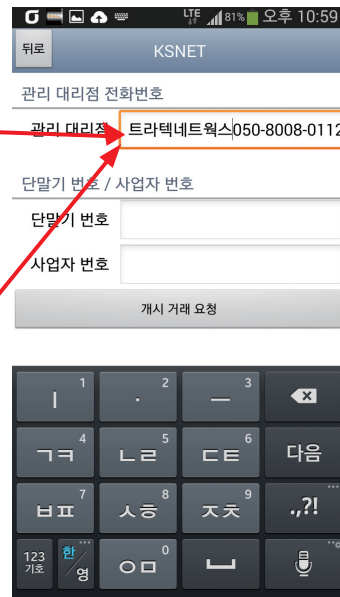 LTE 81% 오후 10:59
뒤로 KSNET
관리 대리점 전화번호
관리 대리점 트라텍네트웍스050-8008-0112
단말기 번호 / 사업자 번호
단말기 번호
사업자 번호
개시 거래 요청
ㅣ 1 · 2 ㅡ 3
ㄱㅋ 4 ㄴㄹ 5 ㄷㅌ 6 다음
ㅂㅍ 7 ㅅㅎ 8 ㅈㅊ 9 .,?!
123 기호 한/영 ㅇㅁ 0